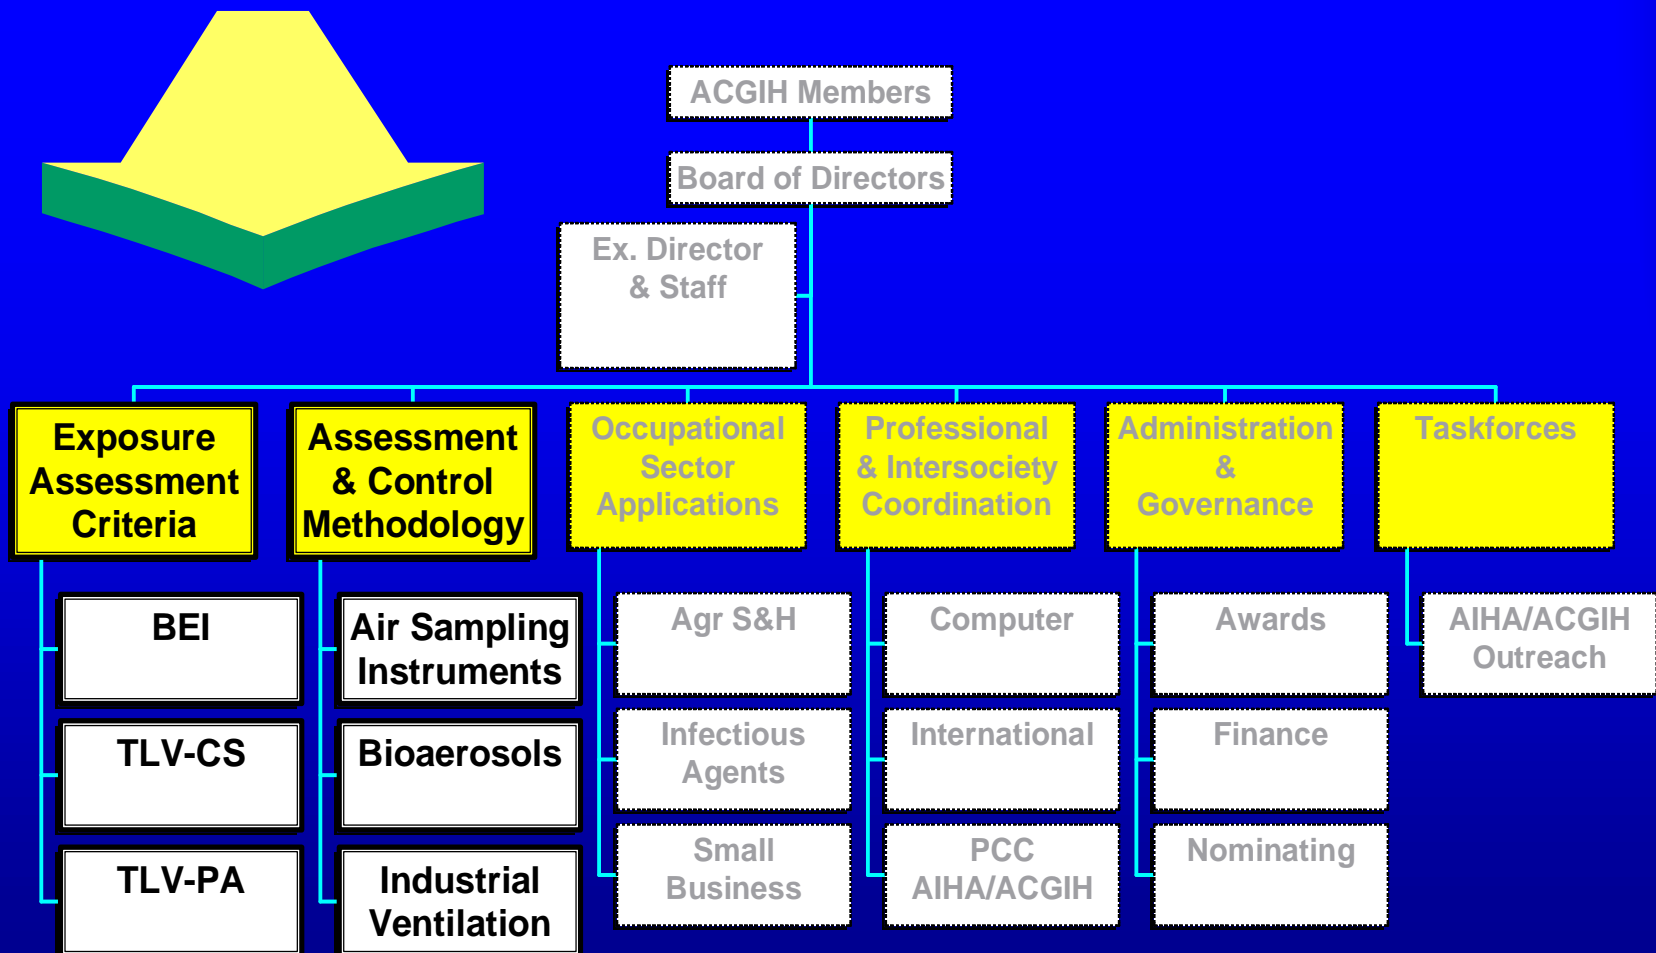 ACGIH Members
Board of Directors
Ex. Director
& Staff
Exposure
Assessment
Criteria
Assessment
& Control
Methodology
Occupational
Sector
Applications
Professional
& Intersociety
Coordination
Administration
&
Governance
Taskforces
BEI
TLV-CS
TLV-PA
Air Sampling
Instruments
Bioaerosols
Industrial
Ventilation
Agr S&H
Infectious
Agents
Small
Business
Computer
International
PCC
AIHA/ACGIH
Awards
Finance
Nominating
AIHA/ACGIH
Outreach